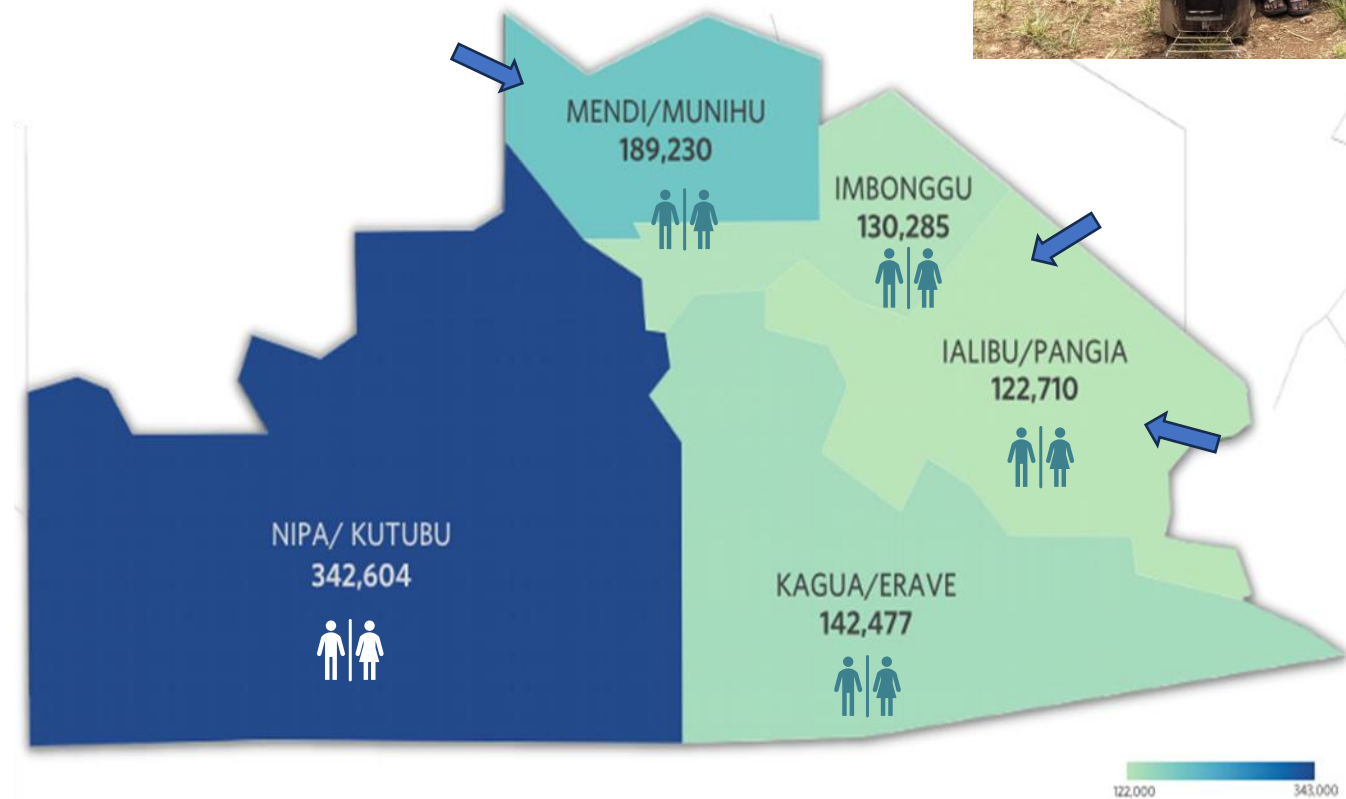 MENDI/MUNIHU
189,230
IMBONGGU
130,285
IALIBU/PANGIA
122,710
NIPA/ KUTUBU
342,604
KAGUA/ERAVE
142,477
122,000
343,000